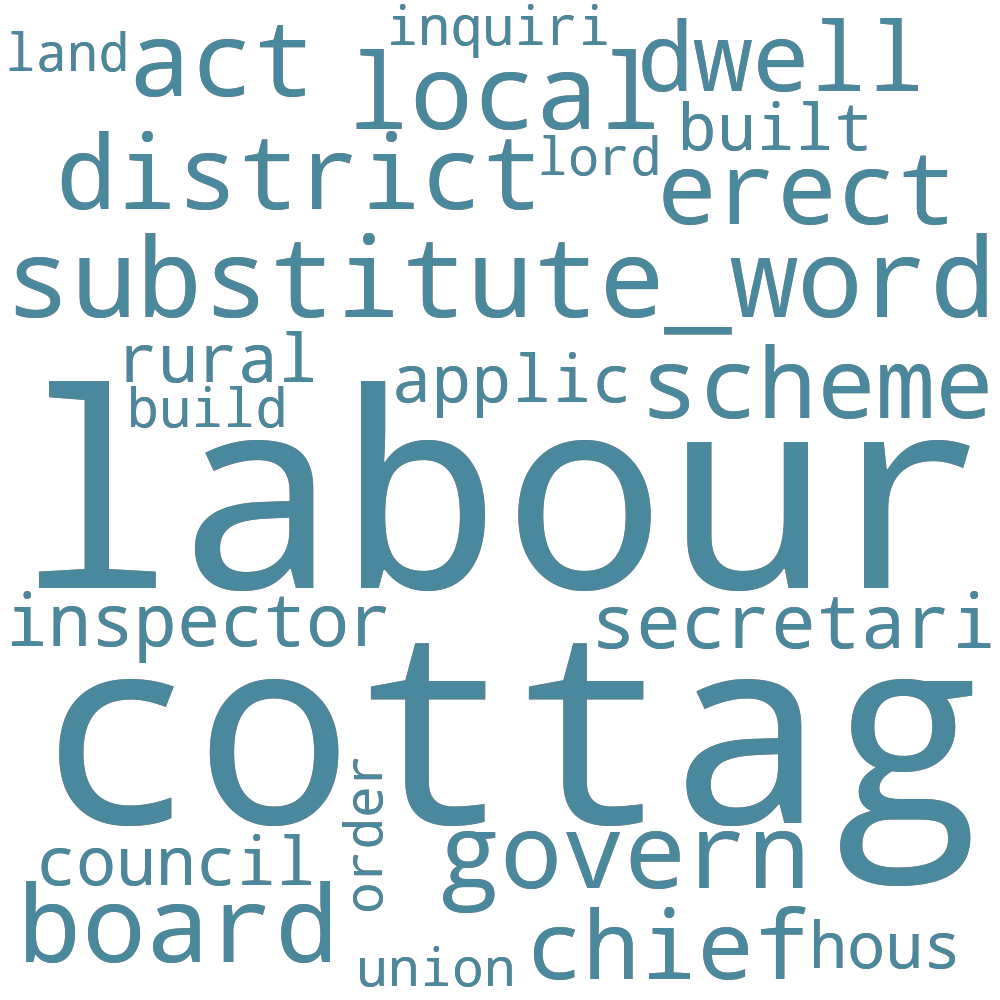 inquiri
land act local dwell
built
district lord erect
substitute_word
rural applic scheme
build
labour
inspector secretari
cottag
order
council govern
board chief hous
union